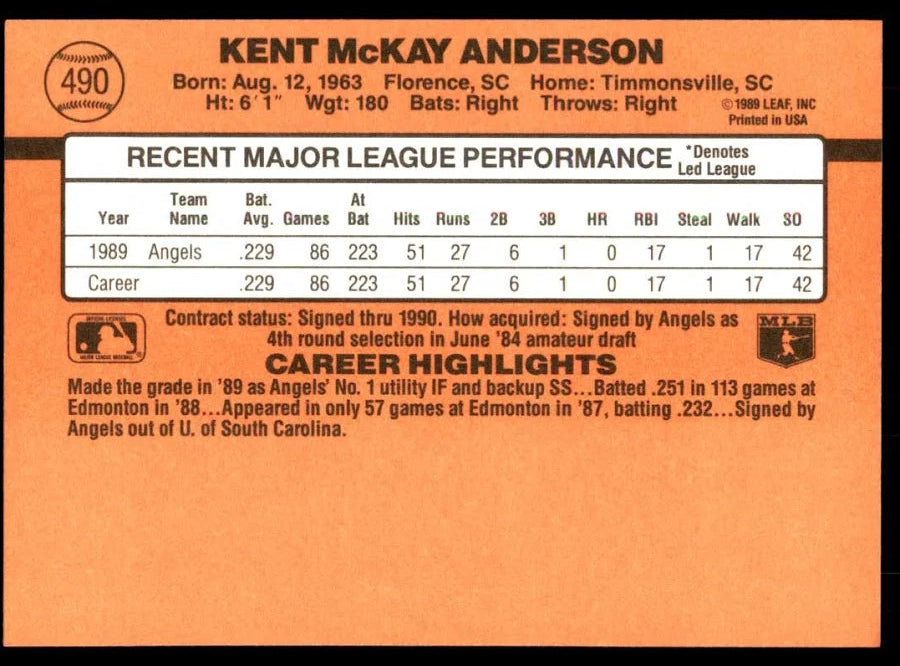 490
KENT McKAY ANDERSON
Born: Aug. 12, 1963 Florence, SC Home: Timmonsville, SC
Ht: 6' 1" Wgt: 180 Bats: Right Throws: Right
©1989 LEAF, INC
Printed in USA
RECENT MAJOR LEAGUE PERFORMANCE *Denotes
Led League
Year Team Name Bat. Avg. Games At Bat Hits Runs 2B 3B HR RBI Steal Walk SO
1989 Angels .229 86 223 51 27 6 1 0 17 1 17 42
Career .229 86 223 51 27 6 1 0 17 1 17 42
OFFICIAL LICENSEE
MAJOR LEAGUE BASEBALL
Contract status: Signed thru 1990. How acquired: Signed by Angels as
4th round selection in June '84 amateur draft
MLB
CAREER HIGHLIGHTS
Made the grade in '89 as Angels' No. 1 utility IF and backup SS...Batted .251 in 113 games at
Edmonton in '88...Appeared in only 57 games at Edmonton in '87, batting .232...Signed by
Angels out of U. of South Carolina.